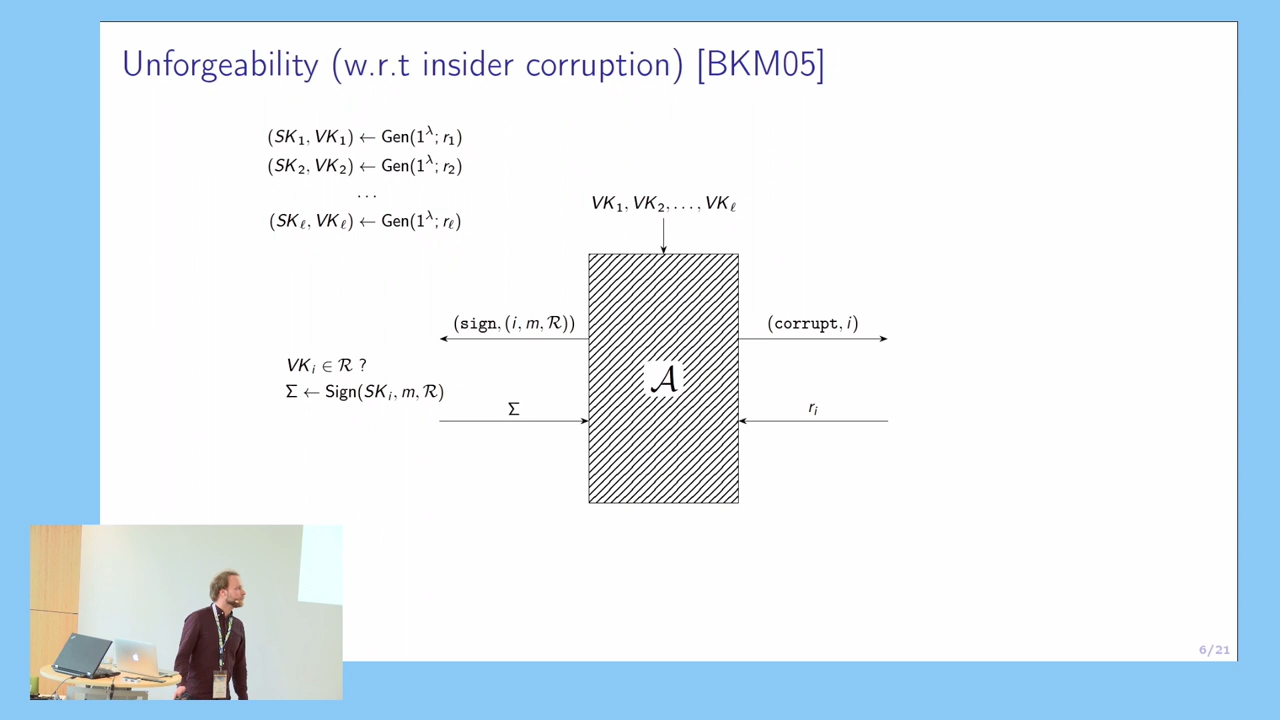 Unforgeability (w.r.t insider corruption) [BKM05]
(SK₁, VK₁) ← Gen(1^λ; r₁)
(SK₂, VK₂) ← Gen(1^λ; r₂)
...
(SK_ℓ, VK_ℓ) ← Gen(1^λ; r_ℓ)
VK₁, VK₂, . . . , VK_ℓ
(sign, (i, m, ℛ))
(corrupt, i)
VK_i ∈ ℛ ?
Σ ← Sign(SK_i, m, ℛ)
𝒜
Σ
r_i
6/21